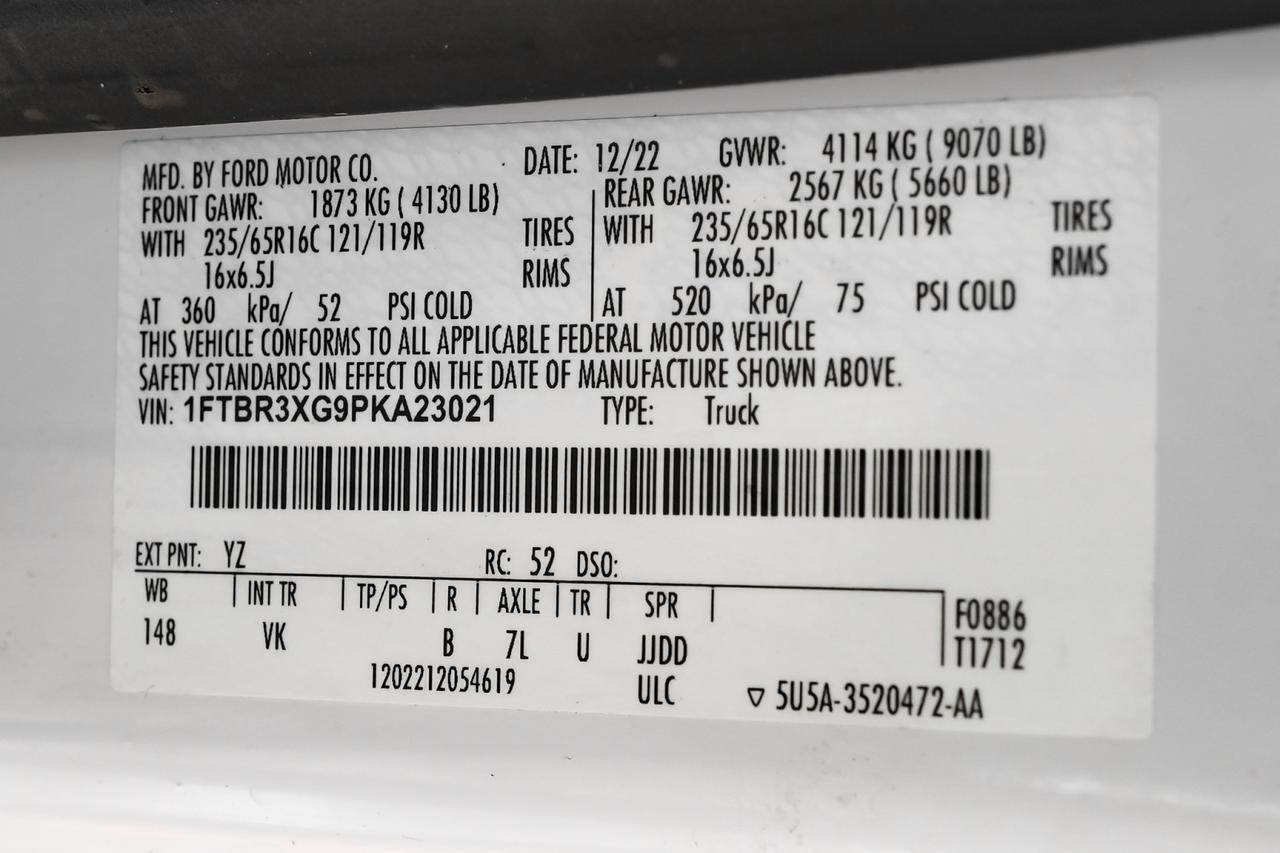 MFD. BY FORD MOTOR CO. DATE: 12/22 GVWR: 4114 KG ( 9070 LB)
FRONT GAWR: 1873 KG ( 4130 LB) REAR GAWR: 2567 KG ( 5660 LB)
WITH 235/65R16C 121/119R TIRES WITH 235/65R16C 121/119R TIRES
16x6.5J RIMS 16x6.5J RIMS
AT 360 kPa/ 52 PSI COLD AT 520 kPa/ 75 PSI COLD
THIS VEHICLE CONFORMS TO ALL APPLICABLE FEDERAL MOTOR VEHICLE
SAFETY STANDARDS IN EFFECT ON THE DATE OF MANUFACTURE SHOWN ABOVE.
VIN: 1FTBR3XG9PKA23021 TYPE: Truck
EXT PNT: YZ RC: 52 DSO:
WB INT TR TP/PS R AXLE TR SPR F0886
148 VK B 7L U JJDD T1712
1202212054619 ULC ▽ 5U5A-3520472-AA